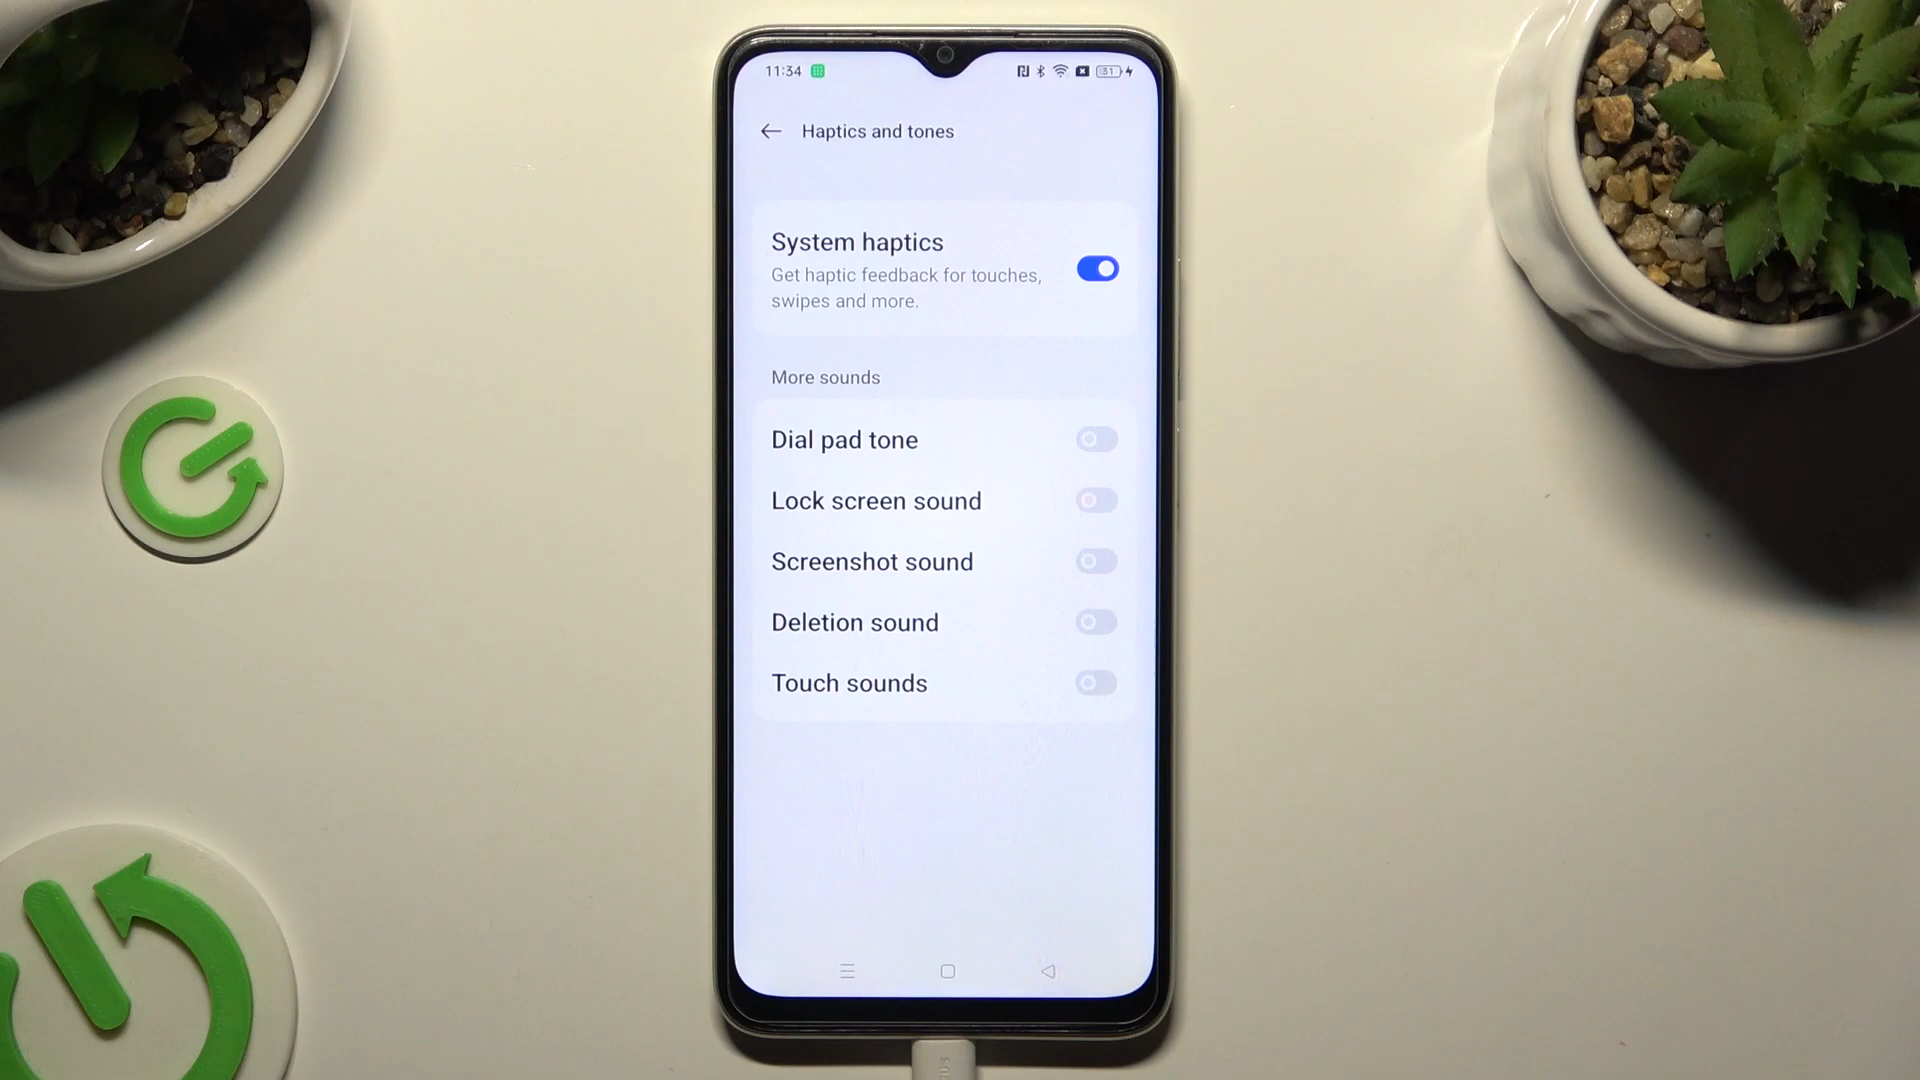 11:34
31
Haptics and tones
System haptics
Get haptic feedback for touches,
swipes and more.
More sounds
Dial pad tone
Lock screen sound
Screenshot sound
Deletion sound
Touch sounds